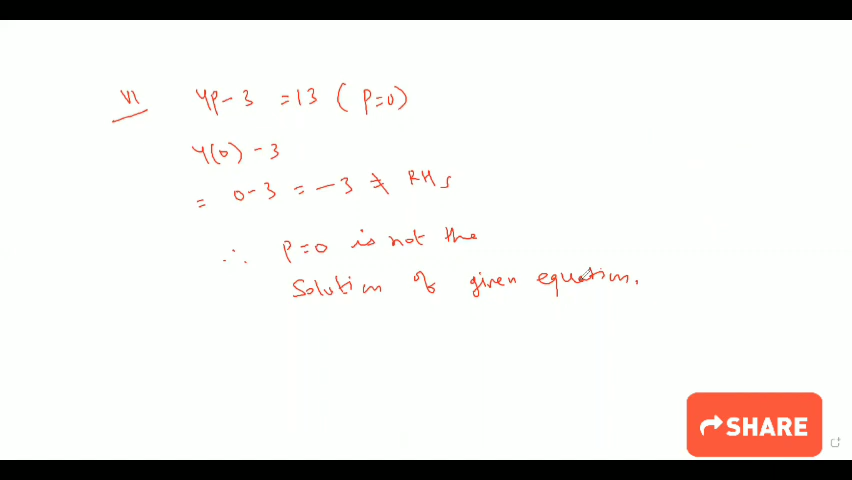 VI 4p - 3 = 13 ( p = 0)
4(0) - 3
= 0 - 3 = - 3 ≠ RHS
∴ p = 0 is not the
Solution of given equation.
SHARE